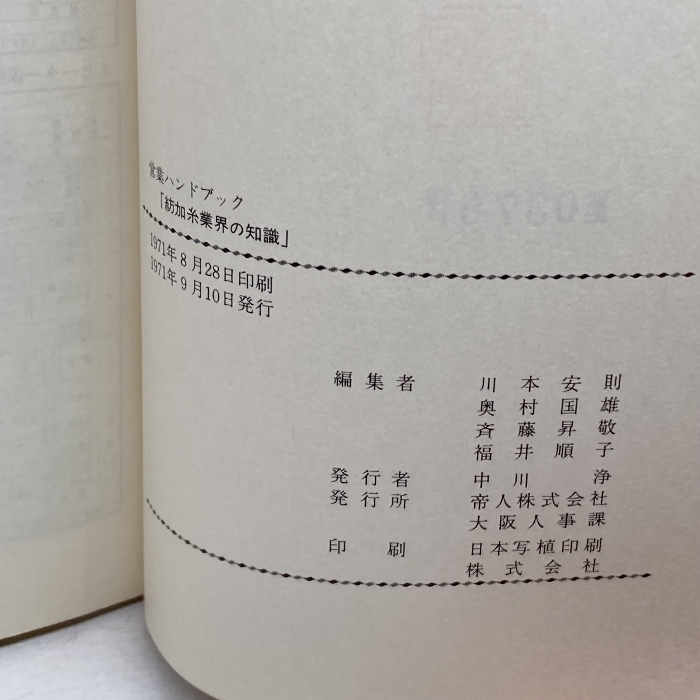 営業ハンドブック
「紡加糸業界の知識」
1971年8月28日印刷
1971年9月10日発行
編集者 川本安則
奥村国雄
斉藤昇敬
福井順子
発行者 中川浄
発行所 帝人株式会社
大阪人事課
印刷 日本写植印刷
株式会社